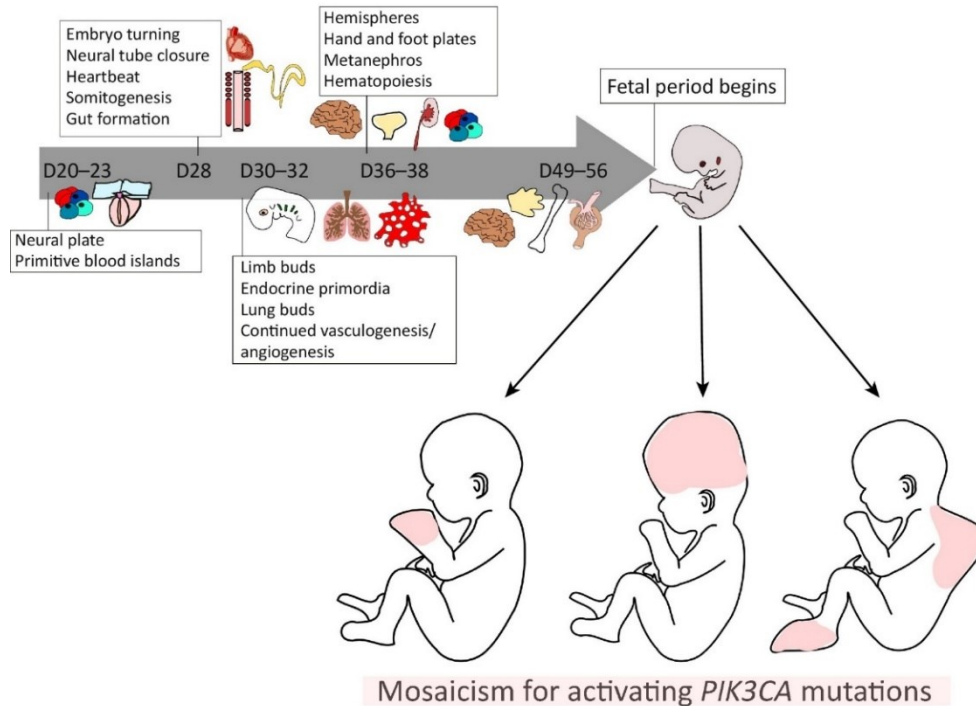 Embryo turning
Neural tube closure
Heartbeat
Somitogenesis
Gut formation
Hemispheres
Hand and foot plates
Metanephros
Hematopoiesis
Fetal period begins
D20–23
D28
D30–32
D36–38
D49–56
Neural plate
Primitive blood islands
Limb buds
Endocrine primordia
Lung buds
Continued vasculogenesis/
angiogenesis
Mosaicism for activating PIK3CA mutations